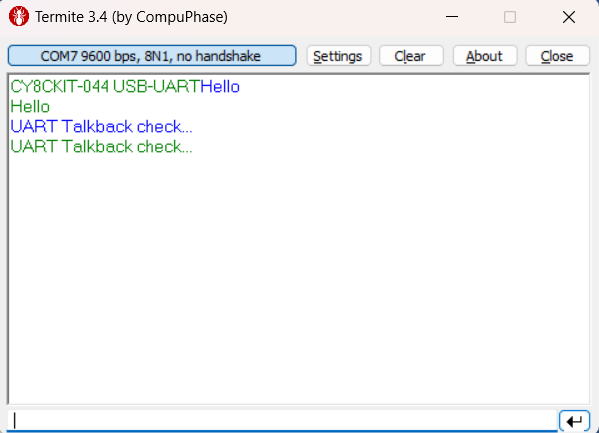 Termite 3.4 (by CompuPhase)
COM7 9600 bps, 8N1, no handshake Settings Clear About Close
CY8CKIT-044 USB-UARTHello
Hello
UART Talkback check...
UART Talkback check...